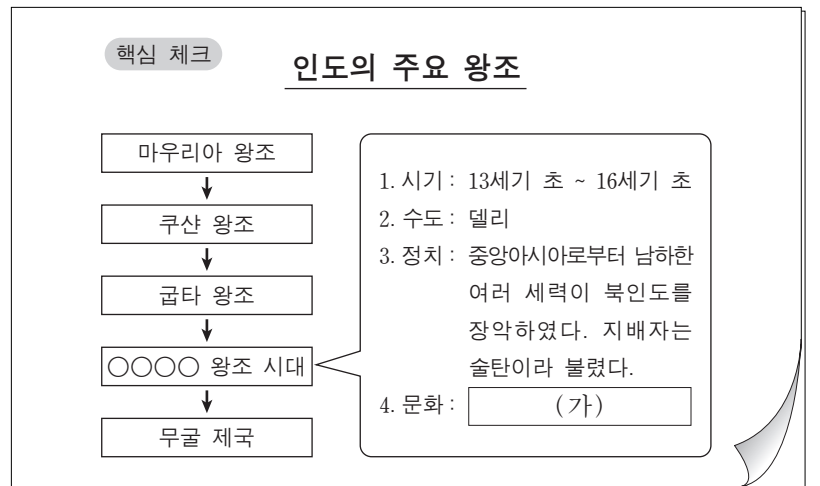 핵심 체크
인도의 주요 왕조
마우리아 왕조
쿠샨 왕조
굽타 왕조
○○○○ 왕조 시대
무굴 제국
1. 시기 : 13세기 초 ~ 16세기 초
2. 수도 : 델리
3. 정치 : 중앙아시아로부터 남하한
여러 세력이 북인도를
장악하였다. 지배자는
술탄이라 불렸다.
4. 문화 : (가)